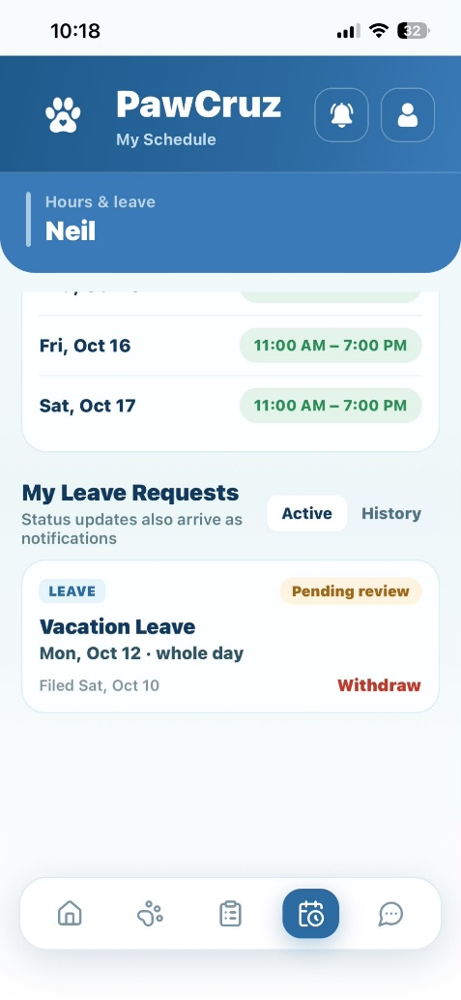 10:18
32
PawCruz
My Schedule
Hours & leave
Neil
Fri, Oct 16
11:00 AM – 7:00 PM
Sat, Oct 17
11:00 AM – 7:00 PM
My Leave Requests
Status updates also arrive as
notifications
Active
History
LEAVE
Pending review
Vacation Leave
Mon, Oct 12 · whole day
Filed Sat, Oct 10
Withdraw